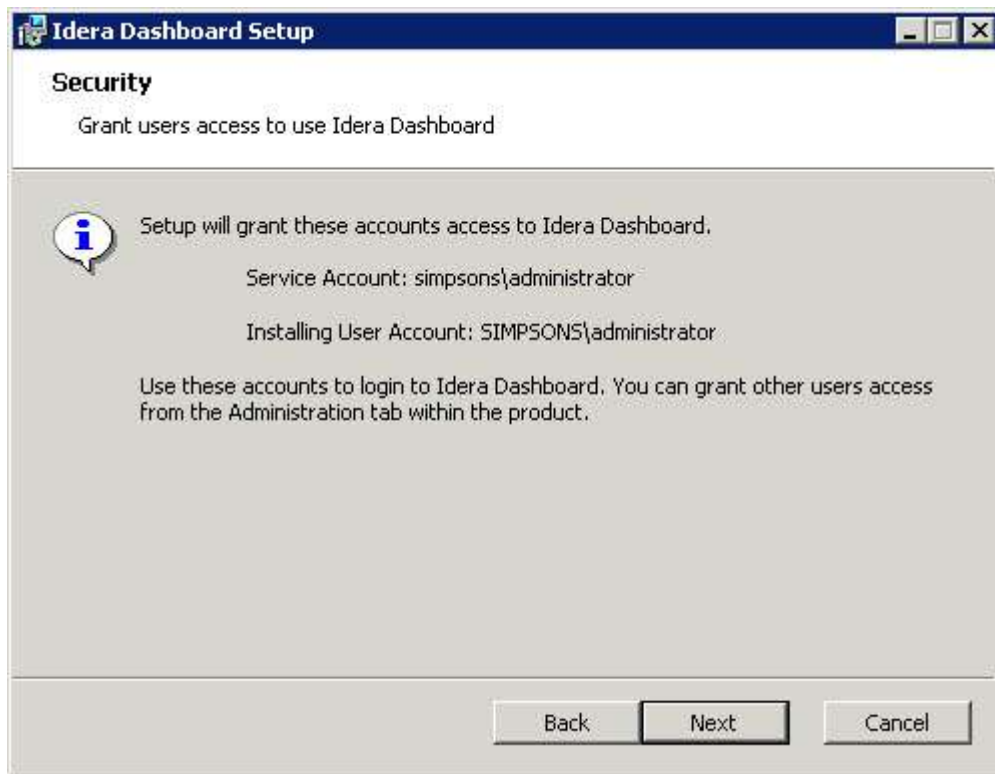 Idera Dashboard Setup
Security
Grant users access to use Idera Dashboard
Setup will grant these accounts access to Idera Dashboard.
Service Account: simpsons\administrator
Installing User Account: SIMPSONS\administrator
Use these accounts to login to Idera Dashboard. You can grant other users access
from the Administration tab within the product.
Back
Next
Cancel